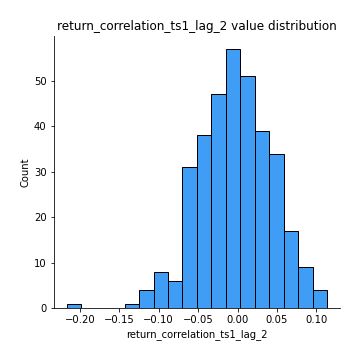 return_correlation_ts1_lag_2 value distribution
Count
50
40
30
20
10
0
−0.20 −0.15 −0.10 −0.05 0.00 0.05 0.10
return_correlation_ts1_lag_2